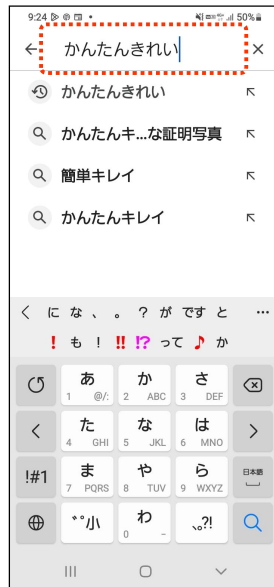 9:24 50%
かんたんきれい
かんたんきれい
かんたんキ...な証明写真
簡単キレイ
かんたんキレイ
に な 、 。 ? が です と ...
! も ! !! !? って ♪ か
あ か さ
1 @/: 2 ABC 3 DEF
た な は
4 GHI 5 JKL 6 MNO
!#1 ま や ら 日本語
7 PQRS 8 TUV 9 WXYZ
゛゜小 わ 、。?!
0 -